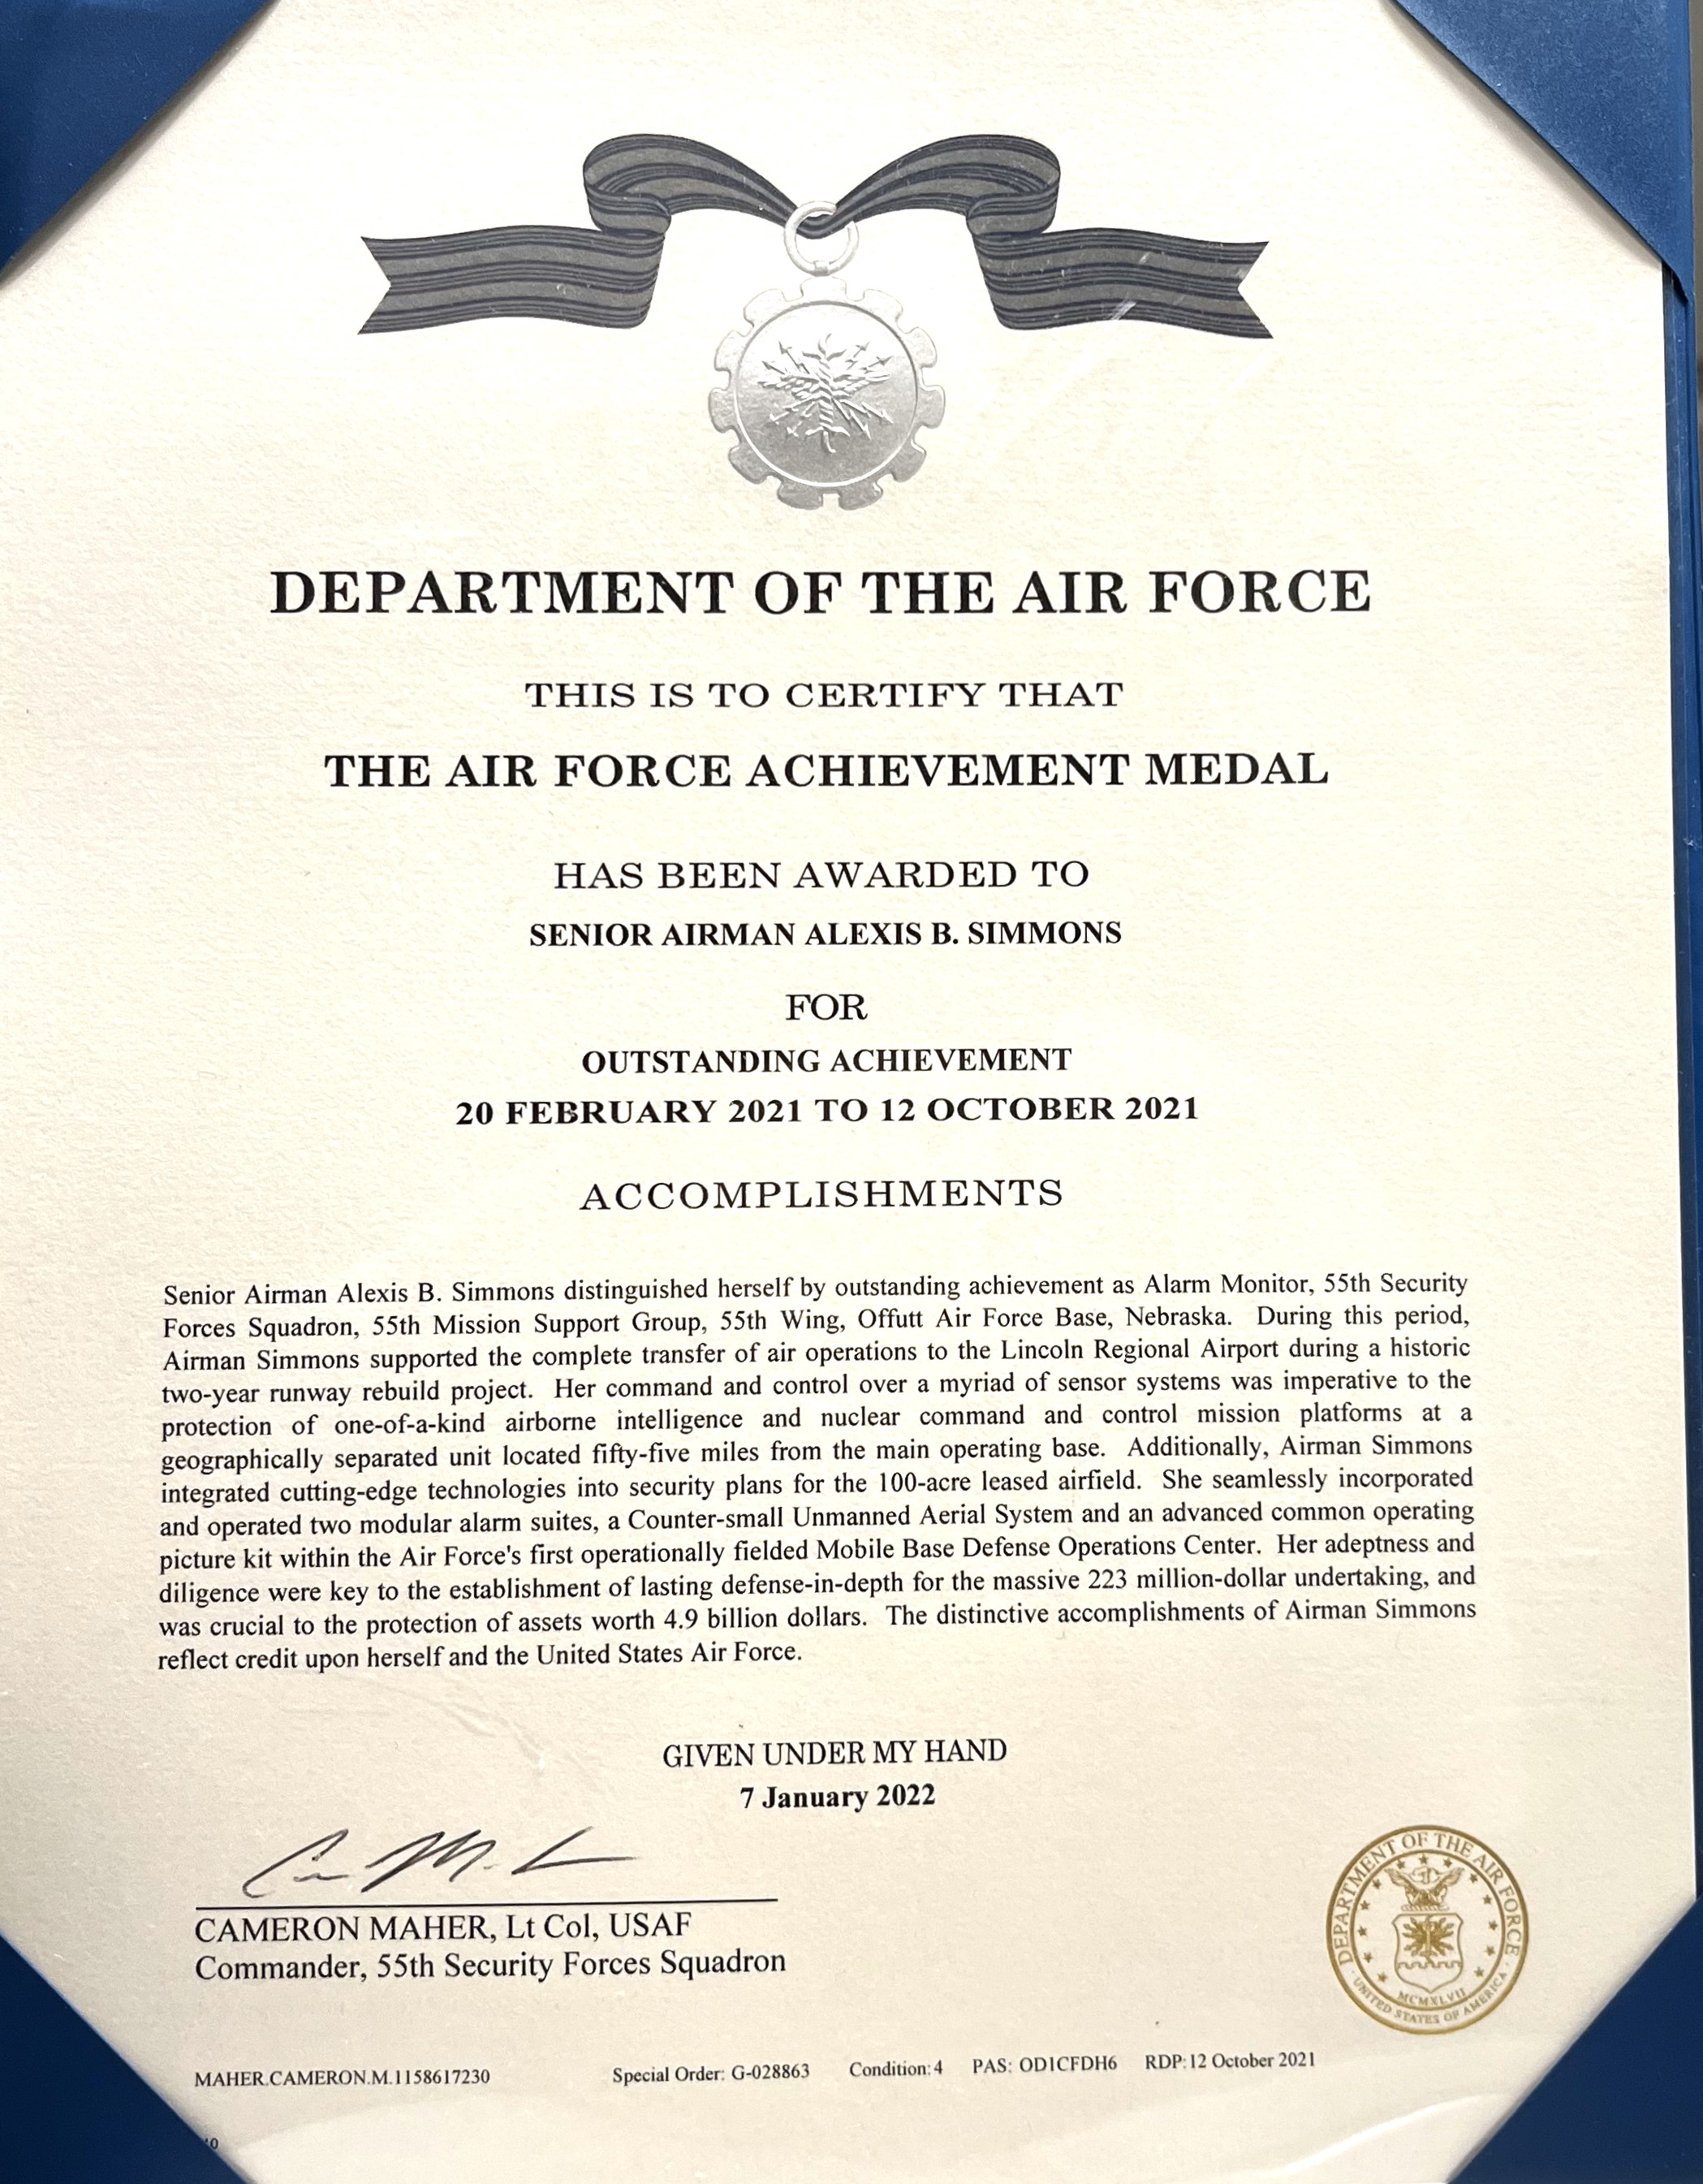 DEPARTMENT OF THE AIR FORCE
THIS IS TO CERTIFY THAT
THE AIR FORCE ACHIEVEMENT MEDAL
HAS BEEN AWARDED TO
SENIOR AIRMAN ALEXIS B. SIMMONS
FOR
OUTSTANDING ACHIEVEMENT
20 FEBRUARY 2021 TO 12 OCTOBER 2021
ACCOMPLISHMENTS
Senior Airman Alexis B. Simmons distinguished herself by outstanding achievement as Alarm Monitor, 55th Security
Forces Squadron, 55th Mission Support Group, 55th Wing, Offutt Air Force Base, Nebraska. During this period,
Airman Simmons supported the complete transfer of air operations to the Lincoln Regional Airport during a historic
two-year runway rebuild project. Her command and control over a myriad of sensor systems was imperative to the
protection of one-of-a-kind airborne intelligence and nuclear command and control mission platforms at a
geographically separated unit located fifty-five miles from the main operating base. Additionally, Airman Simmons
integrated cutting-edge technologies into security plans for the 100-acre leased airfield. She seamlessly incorporated
and operated two modular alarm suites, a Counter-small Unmanned Aerial System and an advanced common operating
picture kit within the Air Force's first operationally fielded Mobile Base Defense Operations Center. Her adeptness and
diligence were key to the establishment of lasting defense-in-depth for the massive 223 million-dollar undertaking, and
was crucial to the protection of assets worth 4.9 billion dollars. The distinctive accomplishments of Airman Simmons
reflect credit upon herself and the United States Air Force.
GIVEN UNDER MY HAND
7 January 2022
CAMERON MAHER, Lt Col, USAF
Commander, 55th Security Forces Squadron
DEPARTMENT OF THE AIR FORCE
MCMXLVII
UNITED STATES OF AMERICA
MAHER.CAMERON.M.1158617230 Special Order: G-028863 Condition:4 PAS: OD1CFDH6 RDP:12 October 2021